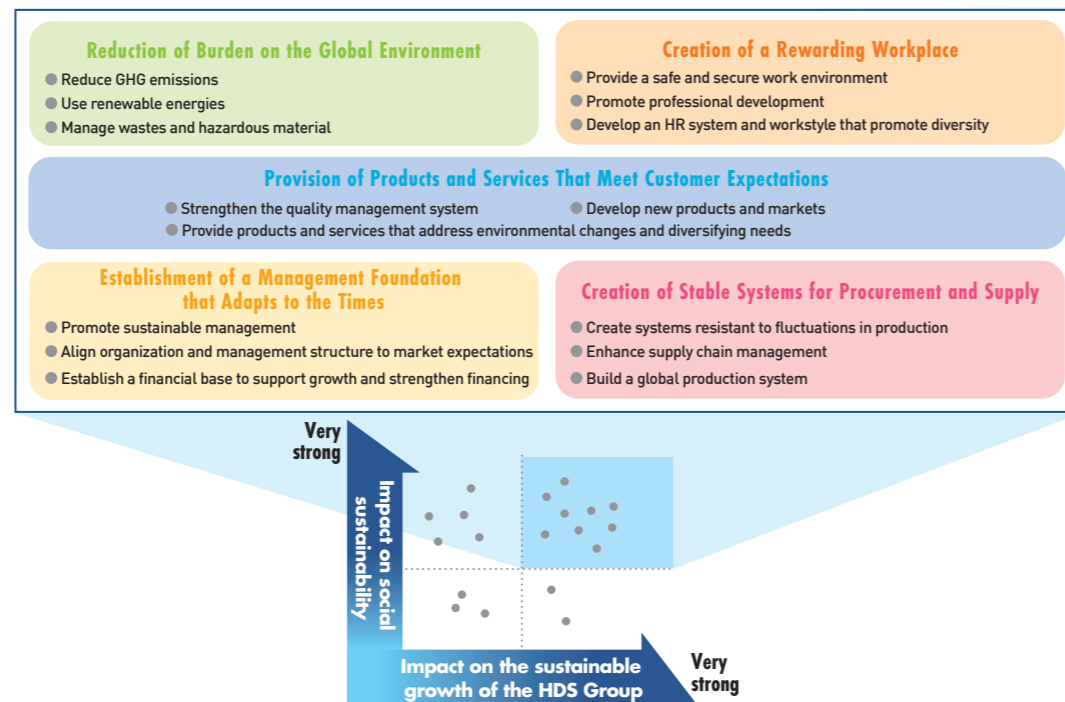 Reduction of Burden on the Global Environment
● Reduce GHG emissions
● Use renewable energies
● Manage wastes and hazardous material
Creation of a Rewarding Workplace
● Provide a safe and secure work environment
● Promote professional development
● Develop an HR system and workstyle that promote diversity
Provision of Products and Services That Meet Customer Expectations
● Strengthen the quality management system
● Develop new products and markets
● Provide products and services that address environmental changes and diversifying needs
Establishment of a Management Foundation
that Adapts to the Times
● Promote sustainable management
● Align organization and management structure to market expectations
● Establish a financial base to support growth and strengthen financing
Creation of Stable Systems for Procurement and Supply
● Create systems resistant to fluctuations in production
● Enhance supply chain management
● Build a global production system
Very
strong
Impact on social
sustainability
Impact on the sustainable
growth of the HDS Group
Very
strong